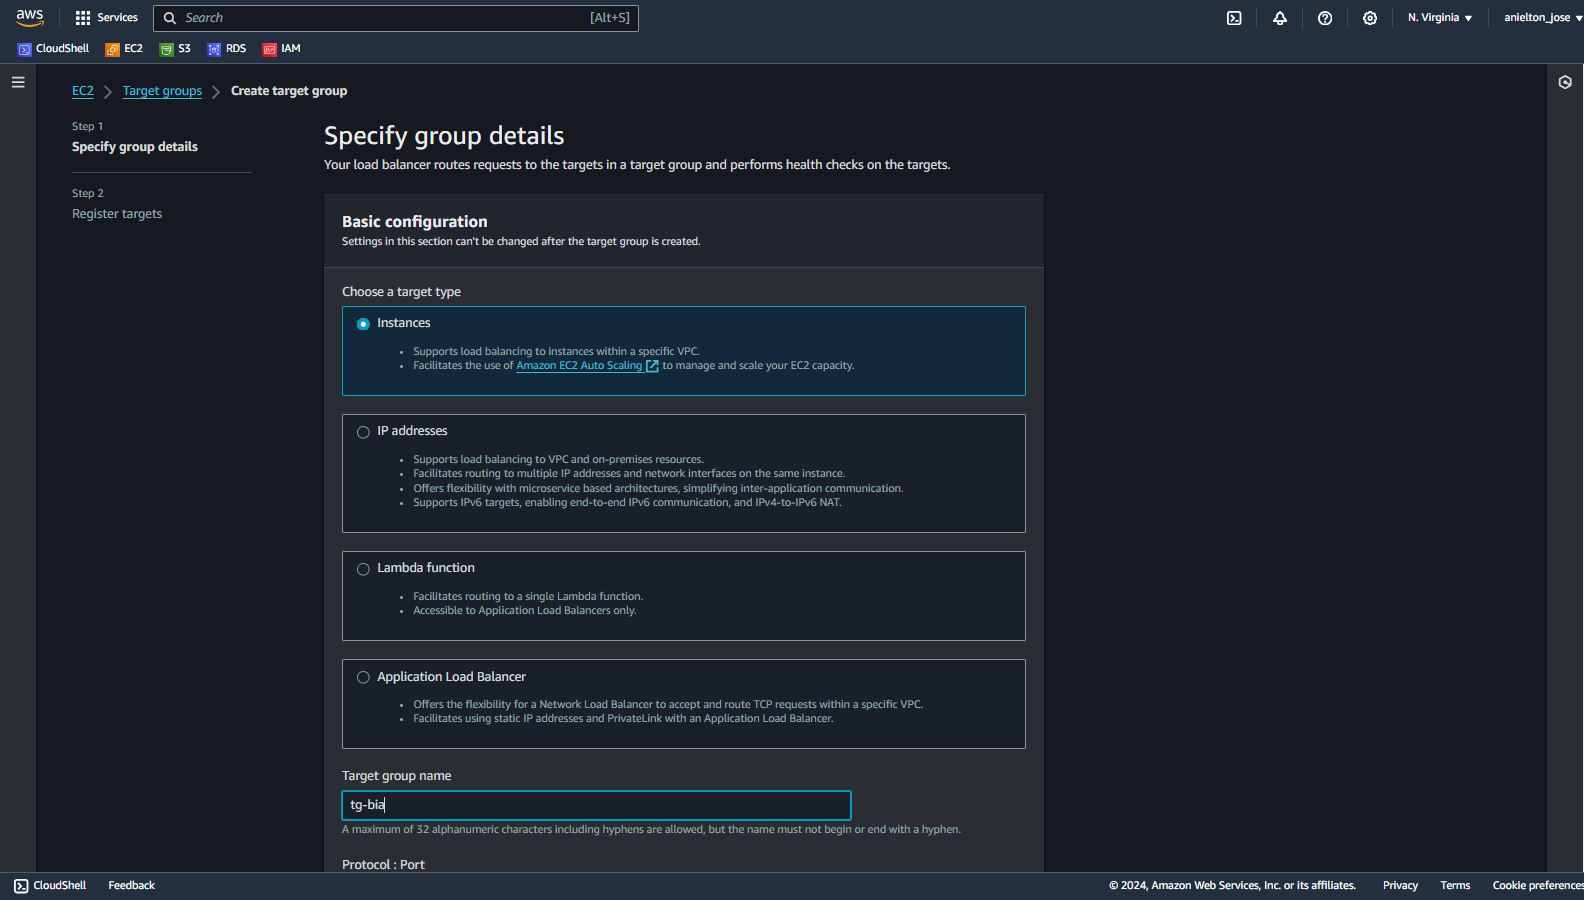 aws
Services
Search
[Alt+S]
N. Virginia
anielton_jose
CloudShell
EC2
S3
RDS
IAM
EC2
Target groups
Create target group
Step 1
Specify group details
Step 2
Register targets
Specify group details
Your load balancer routes requests to the targets in a target group and performs health checks on the targets.
Basic configuration
Settings in this section can't be changed after the target group is created.
Choose a target type
Instances
Supports load balancing to instances within a specific VPC.
Facilitates the use of Amazon EC2 Auto Scaling to manage and scale your EC2 capacity.
IP addresses
Supports load balancing to VPC and on-premises resources.
Facilitates routing to multiple IP addresses and network interfaces on the same instance.
Offers flexibility with microservice based architectures, simplifying inter-application communication.
Supports IPv6 targets, enabling end-to-end IPv6 communication, and IPv4-to-IPv6 NAT.
Lambda function
Facilitates routing to a single Lambda function.
Accessible to Application Load Balancers only.
Application Load Balancer
Offers the flexibility for a Network Load Balancer to accept and route TCP requests within a specific VPC.
Facilitates using static IP addresses and PrivateLink with an Application Load Balancer.
Target group name
tg-bia
A maximum of 32 alphanumeric characters including hyphens are allowed, but the name must not begin or end with a hyphen.
Protocol : Port
CloudShell
Feedback
© 2024, Amazon Web Services, Inc. or its affiliates.
Privacy
Terms
Cookie preferences